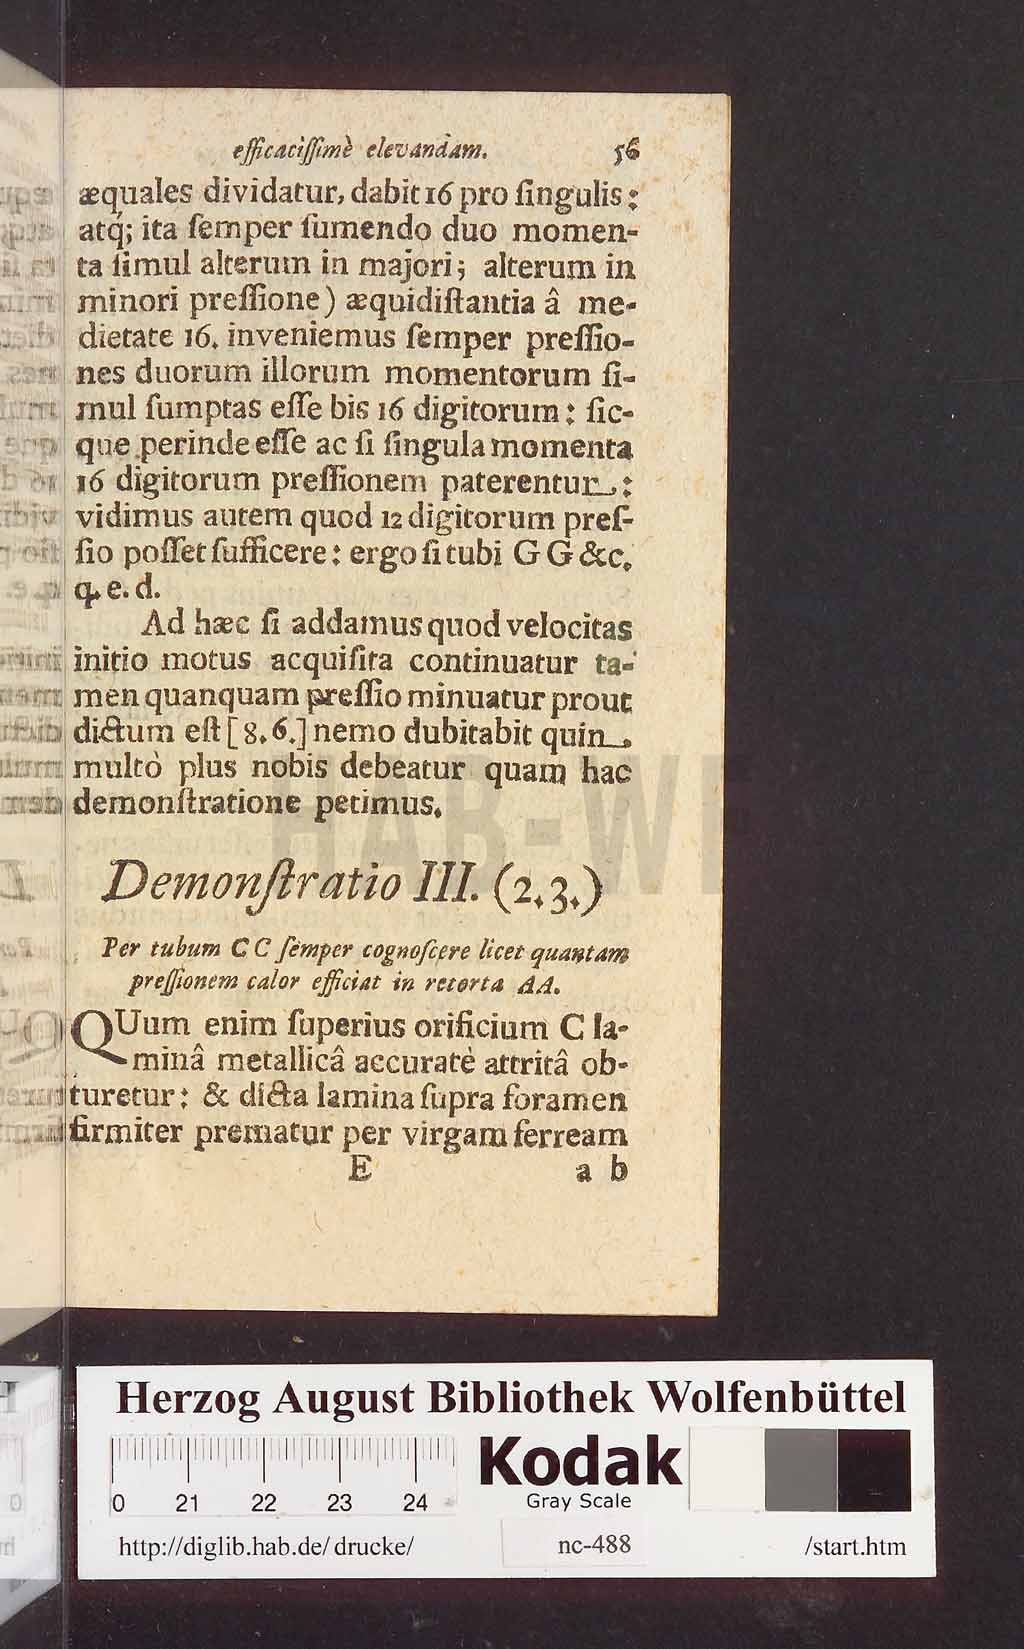 efficacissimè elevandam. 56
æquales dividatur, dabit 16 pro ſingulis:
atq́; ita ſemper ſumendo duo momen-
ta ſimul alterum in majori; alterum in
minori preſſione) æquidiſtantia â me-
dietate 16. inveniemus ſemper preſſio-
nes duorum illorum momentorum ſi-
mul ſumptas eſſe bis 16 digitorum: ſic-
que perinde eſſe ac ſi ſingula momenta
16 digitorum preſſionem paterentur:
vidimus autem quod 12 digitorum preſ-
ſio poſſet ſufficere: ergo ſi tubi G G &c.
q. e. d.
Ad hæc ſi addamus quod velocitas
initio motus acquiſita continuatur ta-
men quanquam preſſio minuatur prout
dictum eſt [8.6.] nemo dubitabit quin
multò plus nobis debeatur quam hac
demonſtratione petimus.
Demonſtratio III. (2.3.)
Per tubum C C ſemper cognoſcere licet quantam
preſſionem calor efficiat in retorta AA.
QUum enim ſuperius orificium C la-
minâ metallicâ accuratè attritâ ob-
turetur: & dicta lamina ſupra foramen
firmiter prematur per virgam ferream
E a b
HAB-WF
Herzog August Bibliothek Wolfenbüttel
0 21 22 23 24
Kodak
Gray Scale
http://diglib.hab.de/drucke/ nc-488 /start.htm